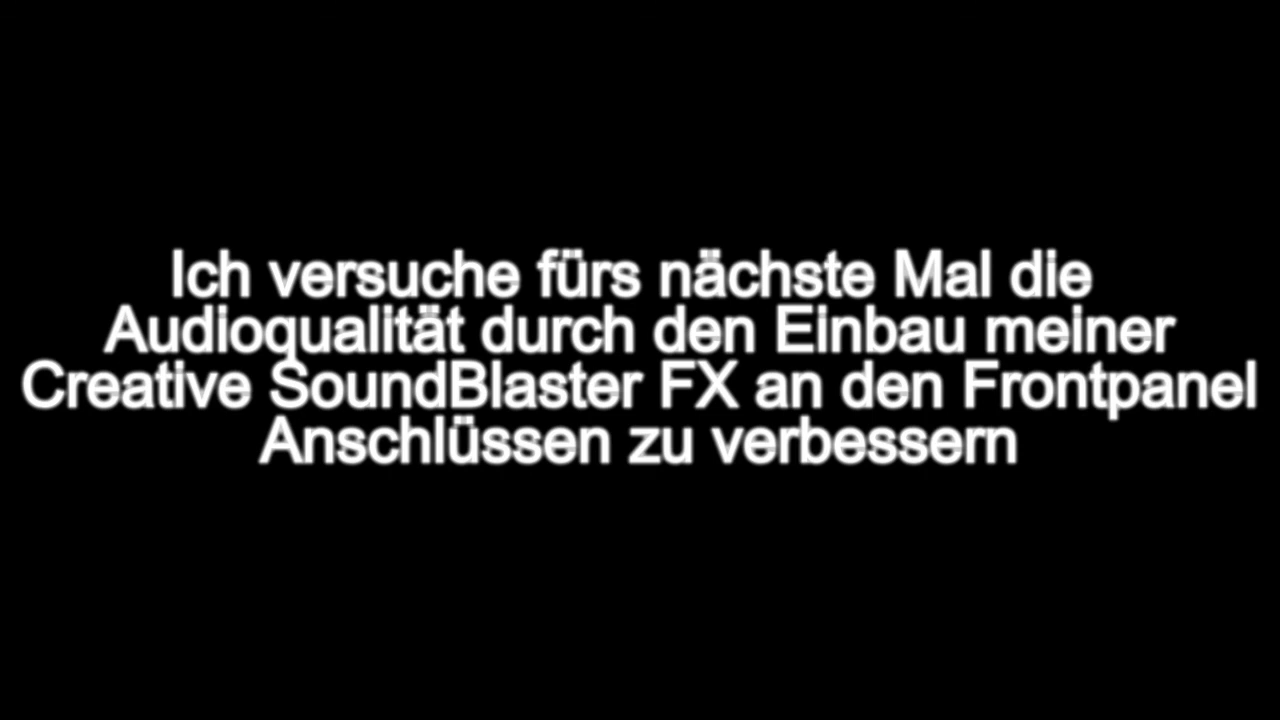 Ich versuche fürs nächste Mal die
Audioqualität durch den Einbau meiner
Creative SoundBlaster FX an den Frontpanel
Anschlüssen zu verbessern